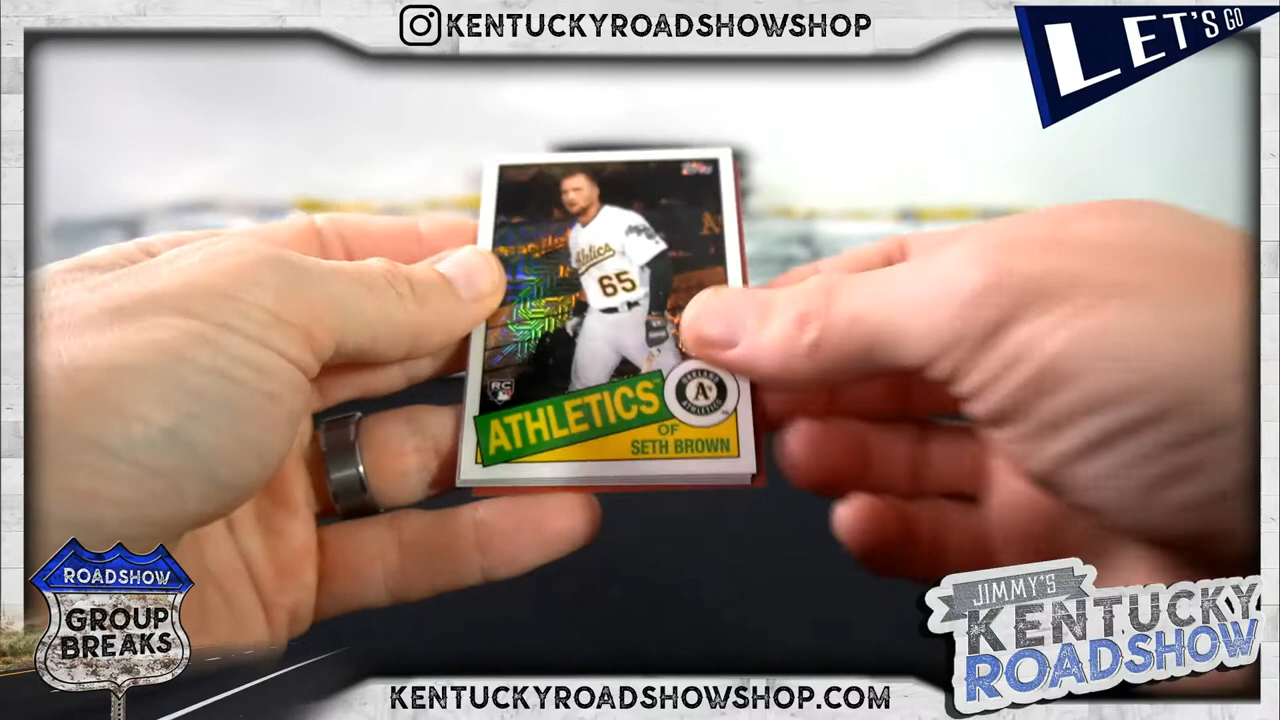 KENTUCKYROADSHOWSHOP
LET'S GO
Athletics
65
A
RC
ATHLETICS
OAKLAND
A's
ATHLETICS
OF
SETH BROWN
ROADSHOW
GROUP
BREAKS
JIMMY'S
KENTUCKY
ROADSHOW
KENTUCKYROADSHOWSHOP.COM